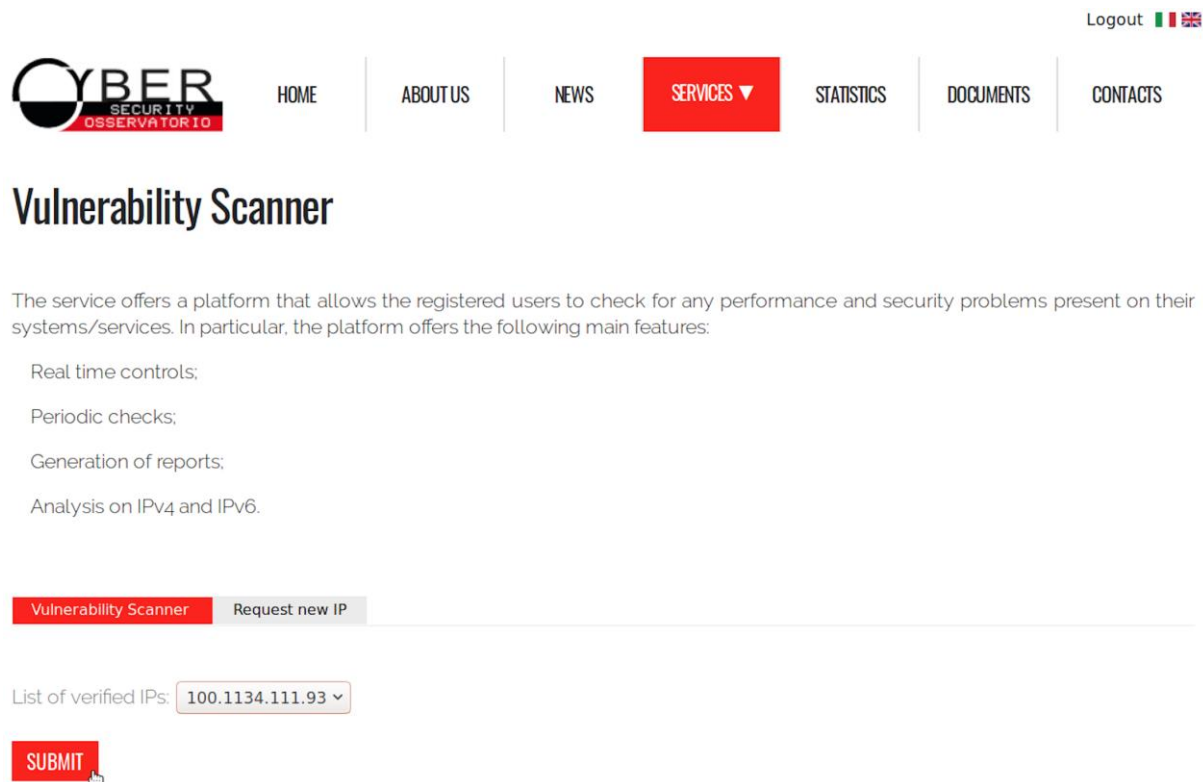 Logout
CYBER
SECURITY
OSSERVATORIO
HOME
ABOUT US
NEWS
SERVICES ▼
STATISTICS
DOCUMENTS
CONTACTS
Vulnerability Scanner
The service offers a platform that allows the registered users to check for any performance and security problems present on their
systems/services. In particular, the platform offers the following main features:
Real time controls;
Periodic checks;
Generation of reports;
Analysis on IPv4 and IPv6.
Vulnerability Scanner
Request new IP
List of verified IPs: 100.1134.111.93
SUBMIT